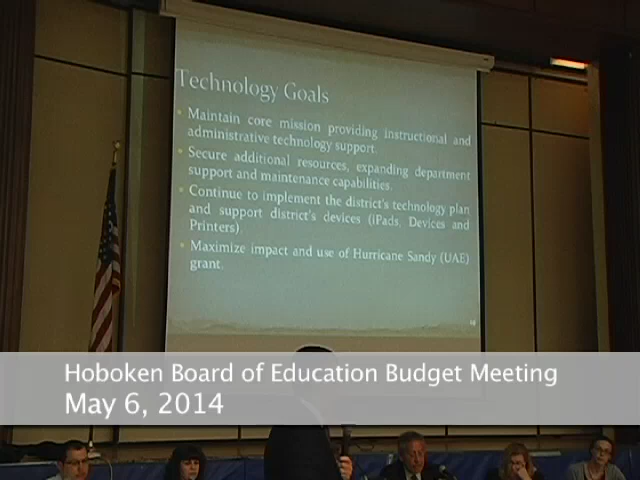 Technology Goals
Maintain core mission providing instructional and
administrative technology support.
Secure additional resources, expanding department
support and maintenance capabilities.
Continue to implement the district's technology plan
and support district's devices (iPads, Devices and
Printers)
Maximize impact and use of Hurricane Sandy (UAE)
grant.
Hoboken Board of Education Budget Meeting
May 6, 2014